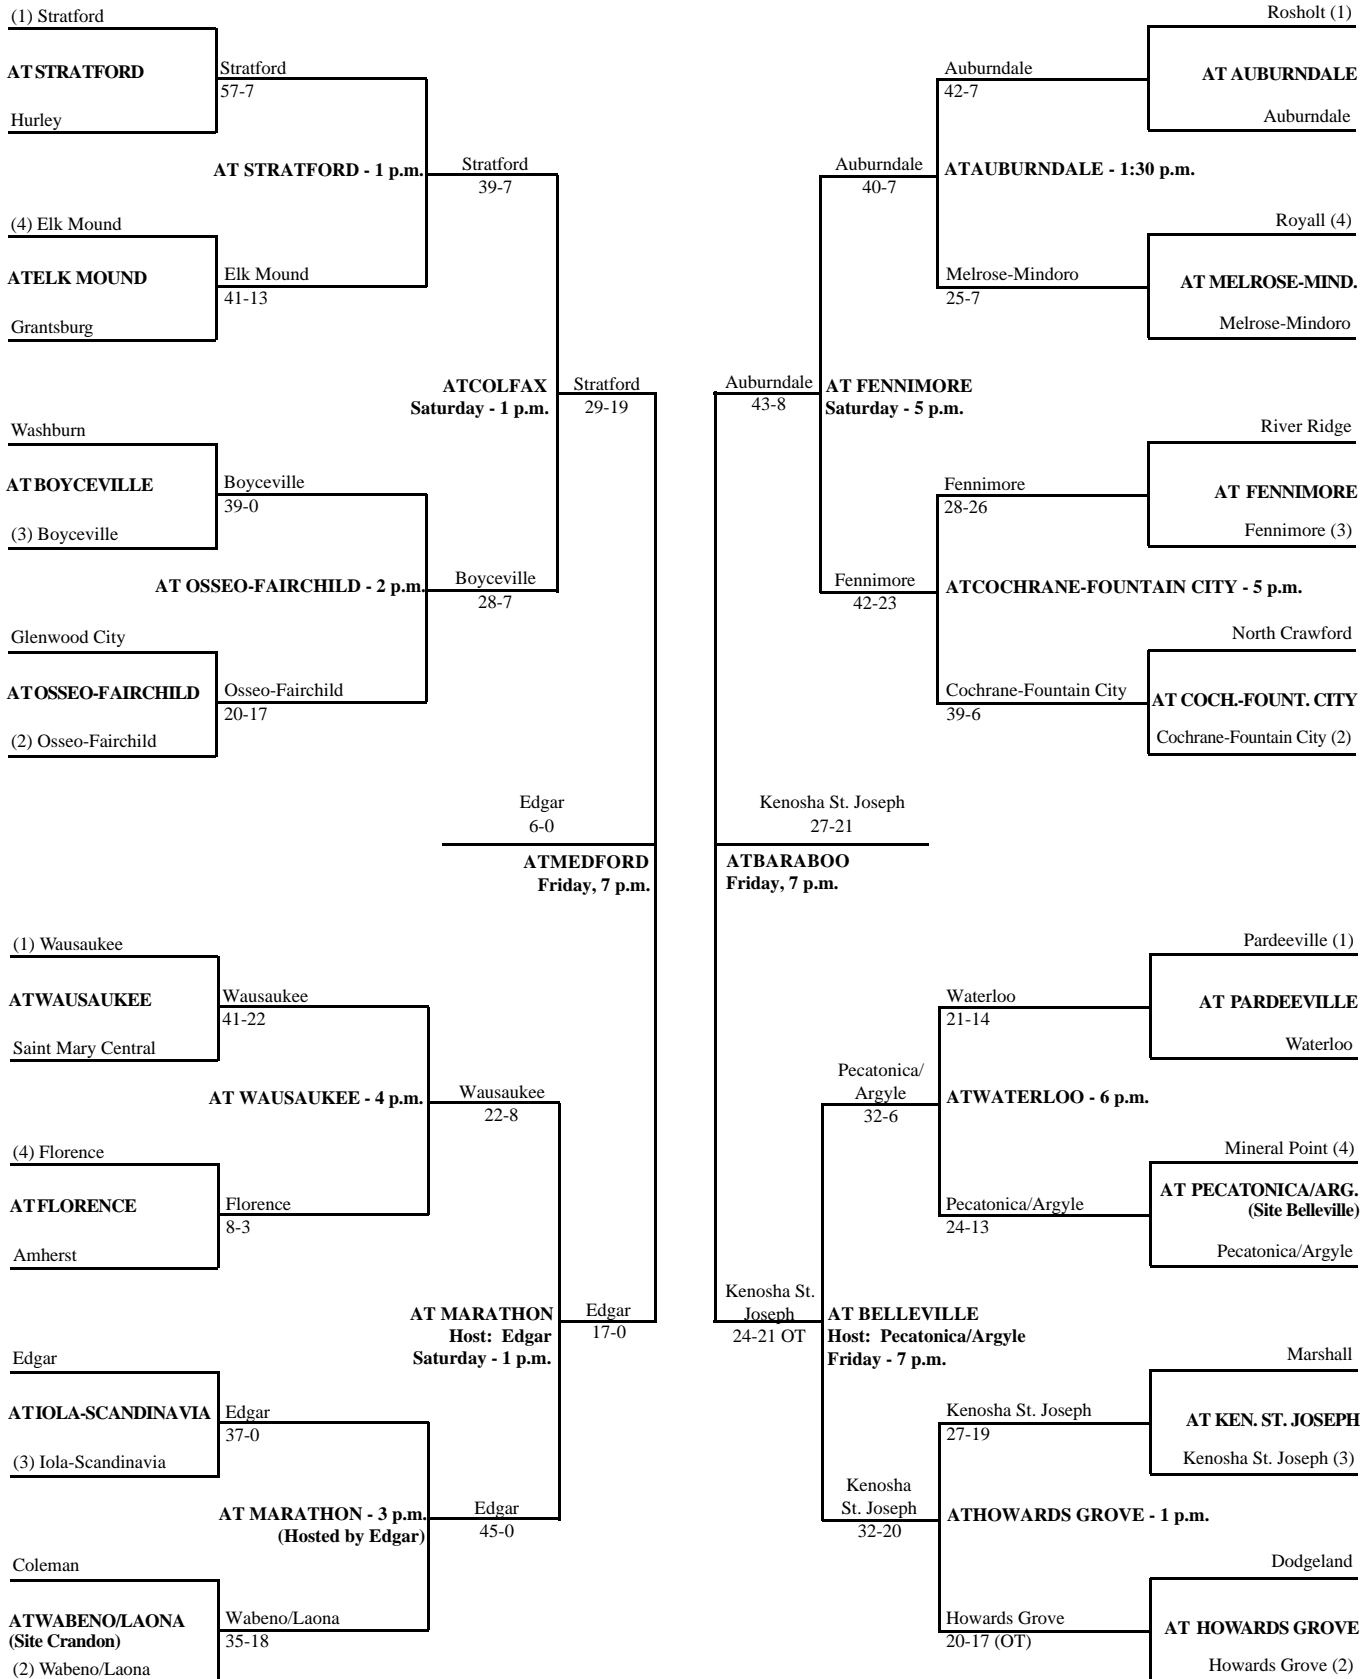 (1) Stratford
AT STRATFORD
Hurley
Stratford
57-7
AT STRATFORD - 1 p.m.
(4) Elk Mound
ATELK MOUND
Grantsburg
Elk Mound
41-13
Stratford
39-7
ATCOLFAX
Saturday - 1 p.m.
Washburn
AT BOYCEVILLE
(3) Boyceville
Boyceville
39-0
AT OSSEO-FAIRCHILD - 2 p.m.
Glenwood City
AT OSSEO-FAIRCHILD
(2) Osseo-Fairchild
Osseo-Fairchild
20-17
Boyceville
28-7
Stratford
29-19
Edgar
6-0
ATMEDFORD
Friday, 7 p.m.
(1) Wausaukee
ATWAUSAUKEE
Saint Mary Central
Wausaukee
41-22
AT WAUSAUKEE - 4 p.m.
(4) Florence
AT FLORENCE
Amherst
Florence
8-3
Wausaukee
22-8
AT MARATHON
Host: Edgar
Saturday - 1 p.m.
Edgar
17-0
Edgar
ATIOLA-SCANDINAVIA
(3) Iola-Scandinavia
Edgar
37-0
AT MARATHON - 3 p.m.
(Hosted by Edgar)
Edgar
45-0
Coleman
ATWABENO/LAONA
(Site Crandon)
(2) Wabeno/Laona
Wabeno/Laona
35-18
Rosholt (1)
AT AUBURNDALE
Auburndale
Auburndale
42-7
ATAUBURNDALE - 1:30 p.m.
Auburndale
40-7
Royall (4)
AT MELROSE-MIND.
Melrose-Mindoro
Melrose-Mindoro
25-7
Auburndale
43-8
AT FENNIMORE
Saturday - 5 p.m.
River Ridge
AT FENNIMORE
Fennimore (3)
Fennimore
28-26
ATCOCHRANE-FOUNTAIN CITY - 5 p.m.
Fennimore
42-23
North Crawford
AT COCH.-FOUNT. CITY
Cochrane-Fountain City (2)
Cochrane-Fountain City
39-6
Kenosha St. Joseph
27-21
ATBARABOO
Friday, 7 p.m.
Pardeeville (1)
AT PARDEEVILLE
Waterloo
Waterloo
21-14
ATWATERLOO - 6 p.m.
Pecatonica/
Argyle
32-6
Mineral Point (4)
AT PECATONICA/ARG.
(Site Belleville)
Pecatonica/Argyle
Pecatonica/Argyle
24-13
Kenosha St.
Joseph
24-21 OT
AT BELLEVILLE
Host: Pecatonica/Argyle
Friday - 7 p.m.
Marshall
AT KEN. ST. JOSEPH
Kenosha St. Joseph (3)
Kenosha St. Joseph
27-19
Kenosha
St. Joseph
32-20
ATHOWARDS GROVE - 1 p.m.
Dodgeland
AT HOWARDS GROVE
Howards Grove (2)
Howards Grove
20-17 (OT)